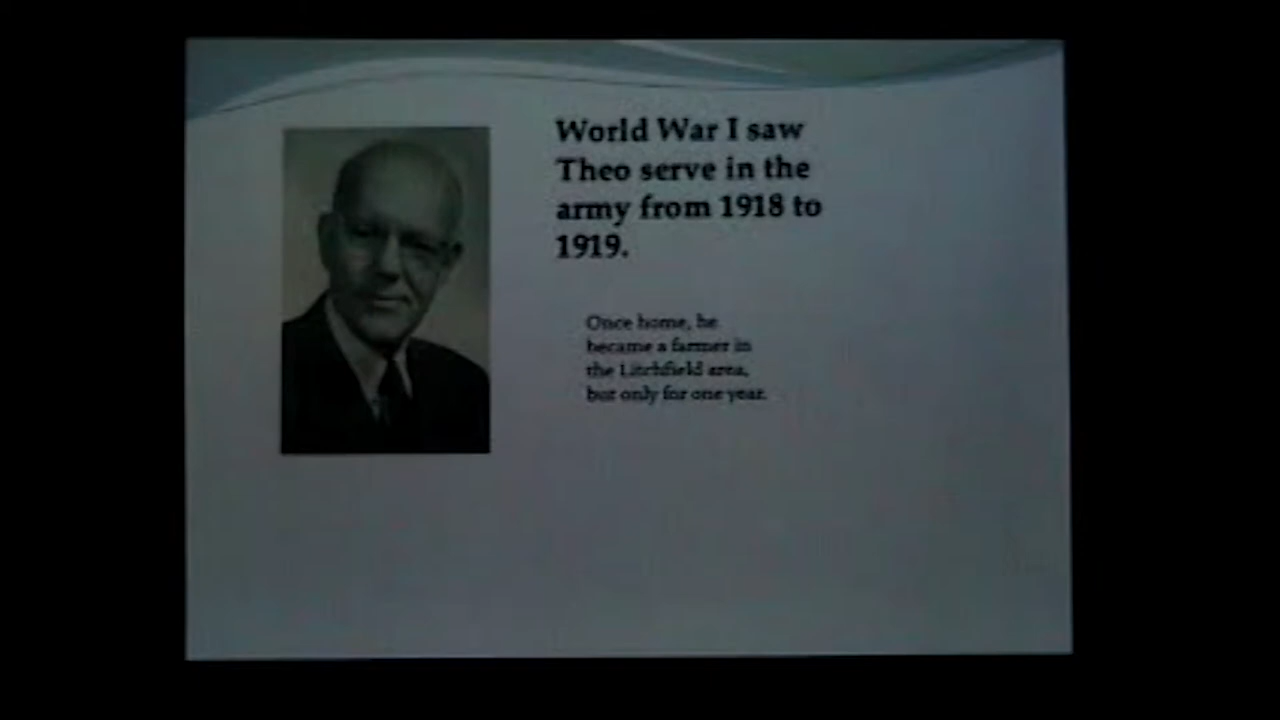 World War I saw
Theo serve in the
army from 1918 to
1919.
Once home, he
became a farmer in
the Litchfield area,
but only for one year.